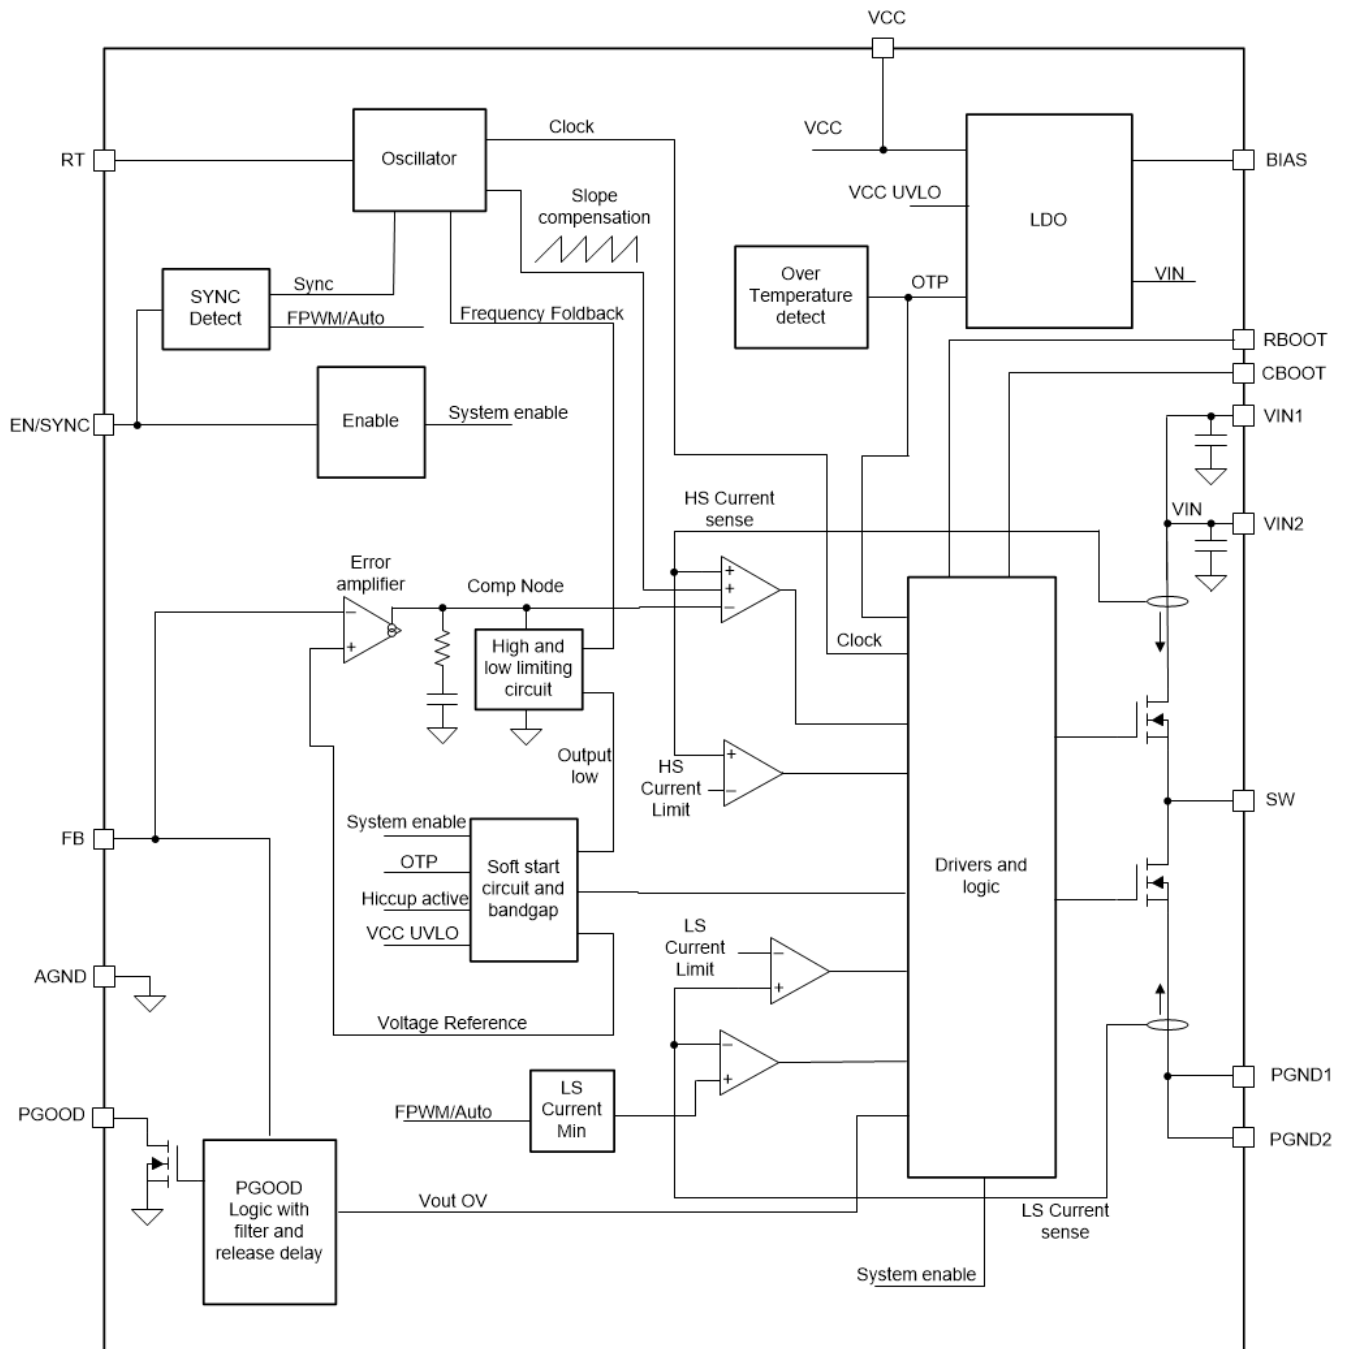 VCC
RT
Oscillator
Clock
VCC
BIAS
VCC UVLO
Slope
compensation
LDO
SYNC
Detect
Sync
FPWM/Auto
Frequency Foldback
Over
Temperature
detect
OTP
VIN
RBOOT
CBOOT
EN/SYNC
Enable
System enable
VIN1
HS Current
sense
VIN
VIN2
Error
amplifier
Comp Node
+
+
−
−
+
High and
low limiting
circuit
Clock
Output
low
HS
Current
Limit
+
−
SW
FB
System enable
OTP
Hiccup active
VCC UVLO
Soft start
circuit and
bandgap
Drivers and
logic
LS
Current
Limit
−
+
AGND
Voltage Reference
−
+
PGND1
PGOOD
FPWM/Auto
LS
Current
Min
PGND2
PGOOD
Logic with
filter and
release delay
Vout OV
LS Current
sense
System enable